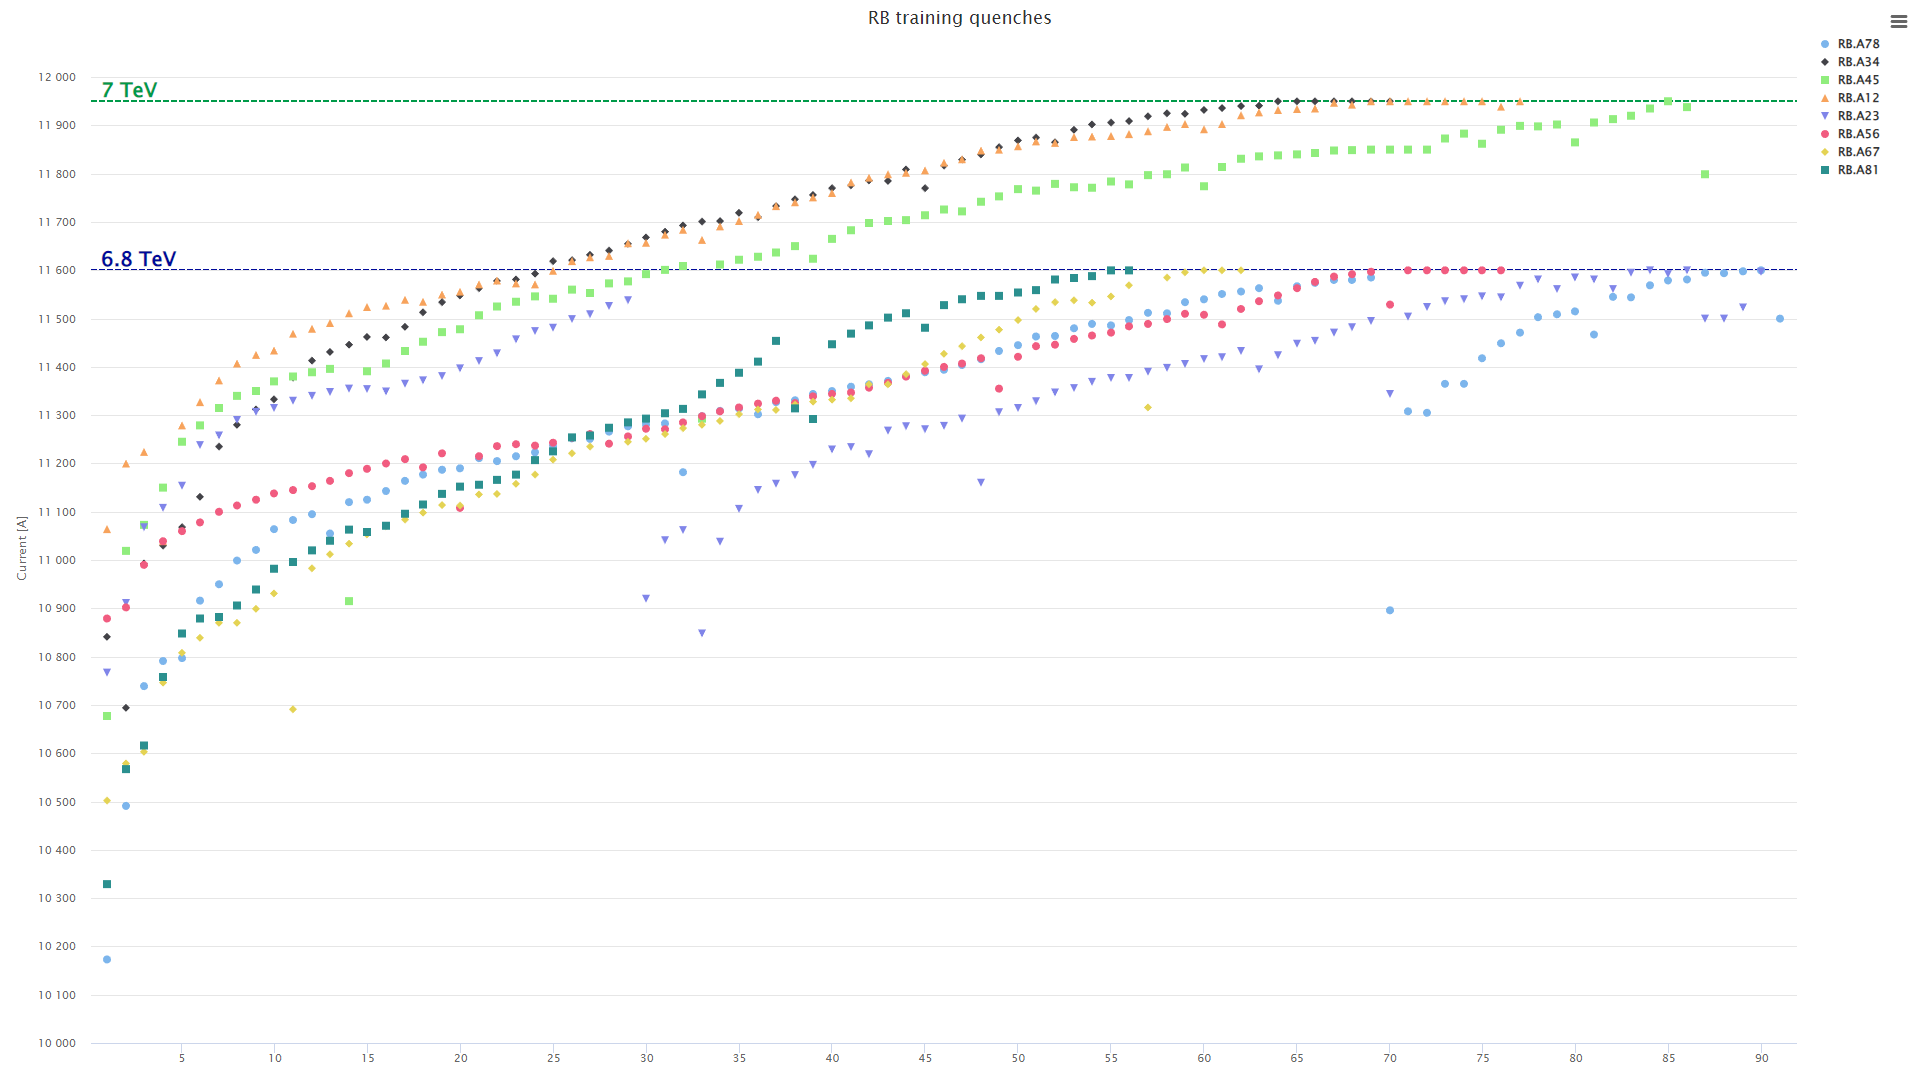 RB training quenches
RB.A78
RB.A34
RB.A45
RB.A12
RB.A23
RB.A56
RB.A67
RB.A81
12 000
7 TeV
11 900
11 800
11 700
6.8 TeV
11 600
11 500
11 400
11 300
11 200
11 100
Current [A]
11 000
10 900
10 800
10 700
10 600
10 500
10 400
10 300
10 200
10 100
10 000
5 10 15 20 25 30 35 40 45 50 55 60 65 70 75 80 85 90